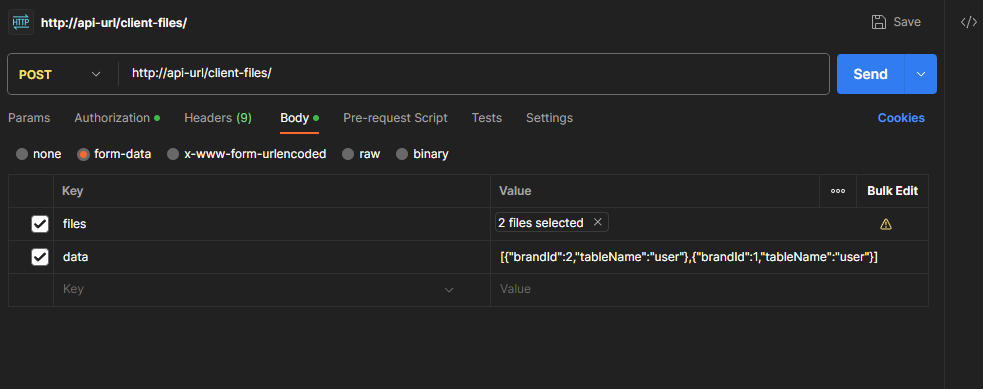 HTTP http://api-url/client-files/ Save </>
POST http://api-url/client-files/ Send
Params Authorization Headers (9) Body Pre-request Script Tests Settings Cookies
none form-data x-www-form-urlencoded raw binary
Key Value Bulk Edit
files 2 files selected
data [{"brandId":2,"tableName":"user"},{"brandId":1,"tableName":"user"}]
Key Value